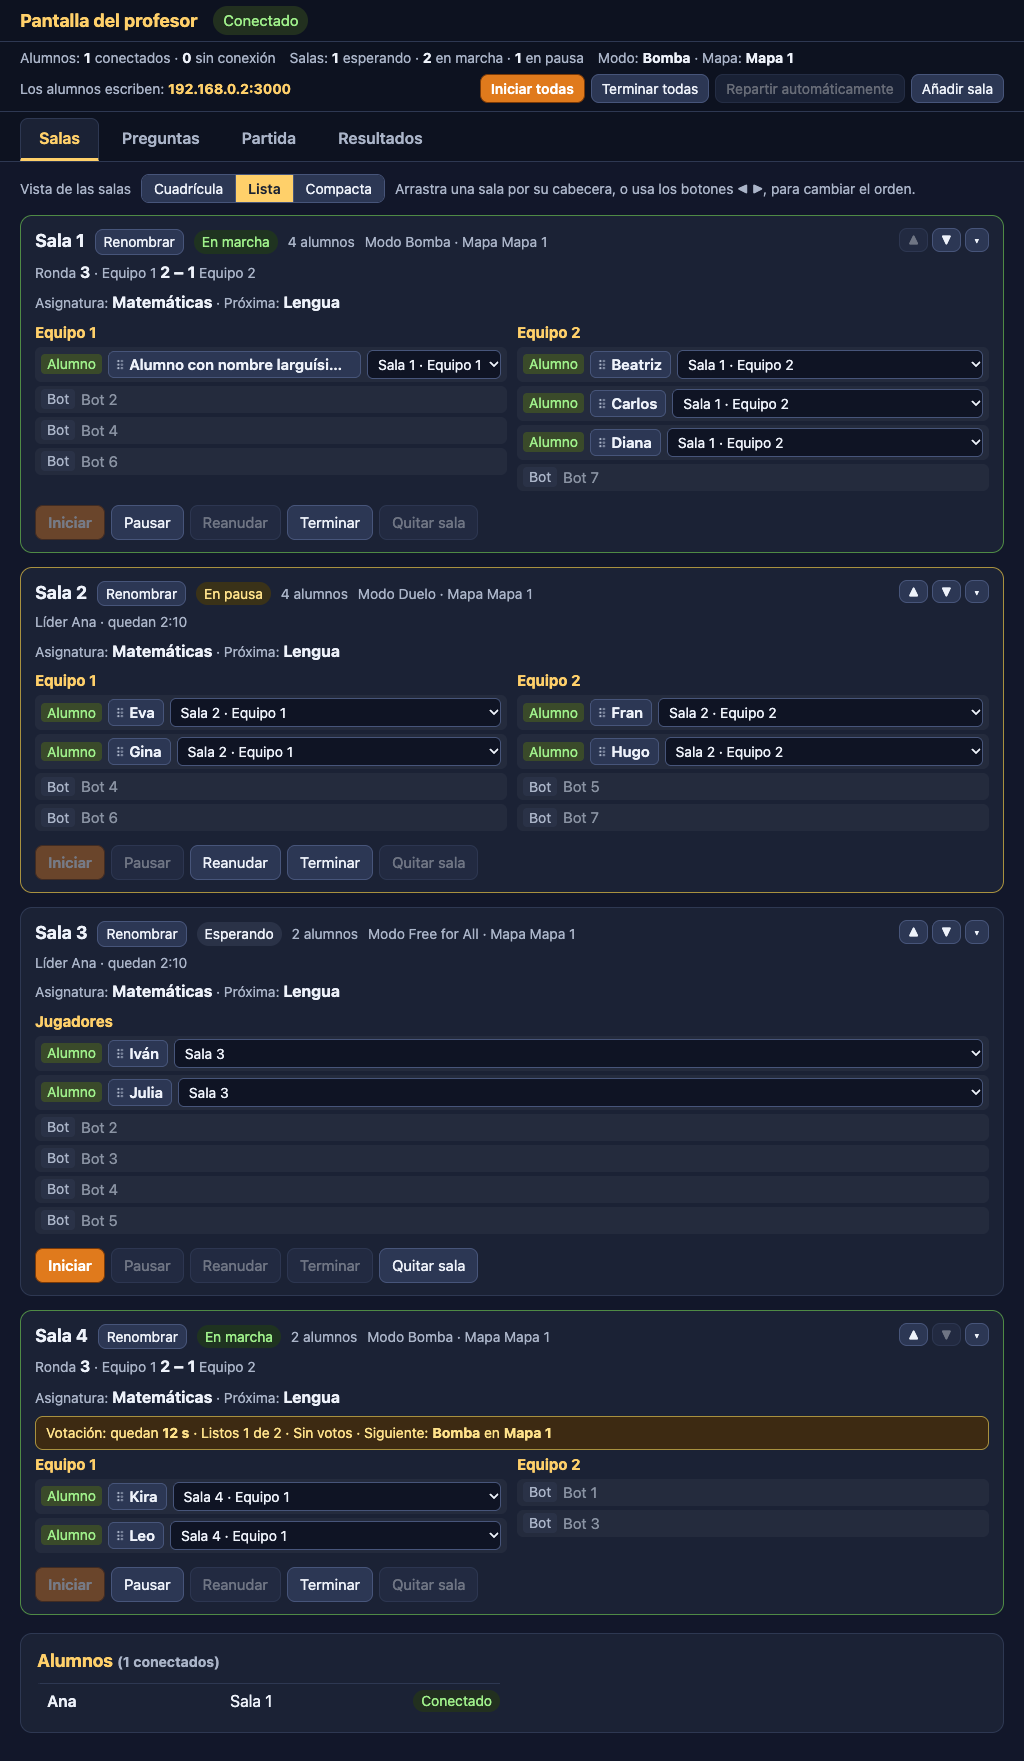 Pantalla del profesor Conectado
Alumnos: 1 conectados · 0 sin conexión Salas: 1 esperando · 2 en marcha · 1 en pausa Modo: Bomba · Mapa: Mapa 1
Los alumnos escriben: 192.168.0.2:3000 Iniciar todas Terminar todas Repartir automáticamente Añadir sala
Salas Preguntas Partida Resultados
Vista de las salas Cuadrícula Lista Compacta Arrastra una sala por su cabecera, o usa los botones ◀ ▶, para cambiar el orden.
Sala 1 Renombrar En marcha 4 alumnos Modo Bomba · Mapa Mapa 1 ▲ ▼ ▾
Ronda 3 · Equipo 1 2 – 1 Equipo 2
Asignatura: Matemáticas · Próxima: Lengua
Equipo 1
Alumno ⠿ Alumno con nombre larguísi... Sala 1 · Equipo 1
Bot Bot 2
Bot Bot 4
Bot Bot 6
Equipo 2
Alumno ⠿ Beatriz Sala 1 · Equipo 2
Alumno ⠿ Carlos Sala 1 · Equipo 2
Alumno ⠿ Diana Sala 1 · Equipo 2
Bot Bot 7
Iniciar Pausar Reanudar Terminar Quitar sala
Sala 2 Renombrar En pausa 4 alumnos Modo Duelo · Mapa Mapa 1 ▲ ▼ ▾
Líder Ana · quedan 2:10
Asignatura: Matemáticas · Próxima: Lengua
Equipo 1
Alumno ⠿ Eva Sala 2 · Equipo 1
Alumno ⠿ Gina Sala 2 · Equipo 1
Bot Bot 4
Bot Bot 6
Equipo 2
Alumno ⠿ Fran Sala 2 · Equipo 2
Alumno ⠿ Hugo Sala 2 · Equipo 2
Bot Bot 5
Bot Bot 7
Iniciar Pausar Reanudar Terminar Quitar sala
Sala 3 Renombrar Esperando 2 alumnos Modo Free for All · Mapa Mapa 1 ▲ ▼ ▾
Líder Ana · quedan 2:10
Asignatura: Matemáticas · Próxima: Lengua
Jugadores
Alumno ⠿ Iván Sala 3
Alumno ⠿ Julia Sala 3
Bot Bot 2
Bot Bot 3
Bot Bot 4
Bot Bot 5
Iniciar Pausar Reanudar Terminar Quitar sala
Sala 4 Renombrar En marcha 2 alumnos Modo Bomba · Mapa Mapa 1 ▲ ▼ ▾
Ronda 3 · Equipo 1 2 – 1 Equipo 2
Asignatura: Matemáticas · Próxima: Lengua
Votación: quedan 12 s · Listos 1 de 2 · Sin votos · Siguiente: Bomba en Mapa 1
Equipo 1
Alumno ⠿ Kira Sala 4 · Equipo 1
Alumno ⠿ Leo Sala 4 · Equipo 1
Equipo 2
Bot Bot 1
Bot Bot 3
Iniciar Pausar Reanudar Terminar Quitar sala
Alumnos (1 conectados)
Ana Sala 1 Conectado